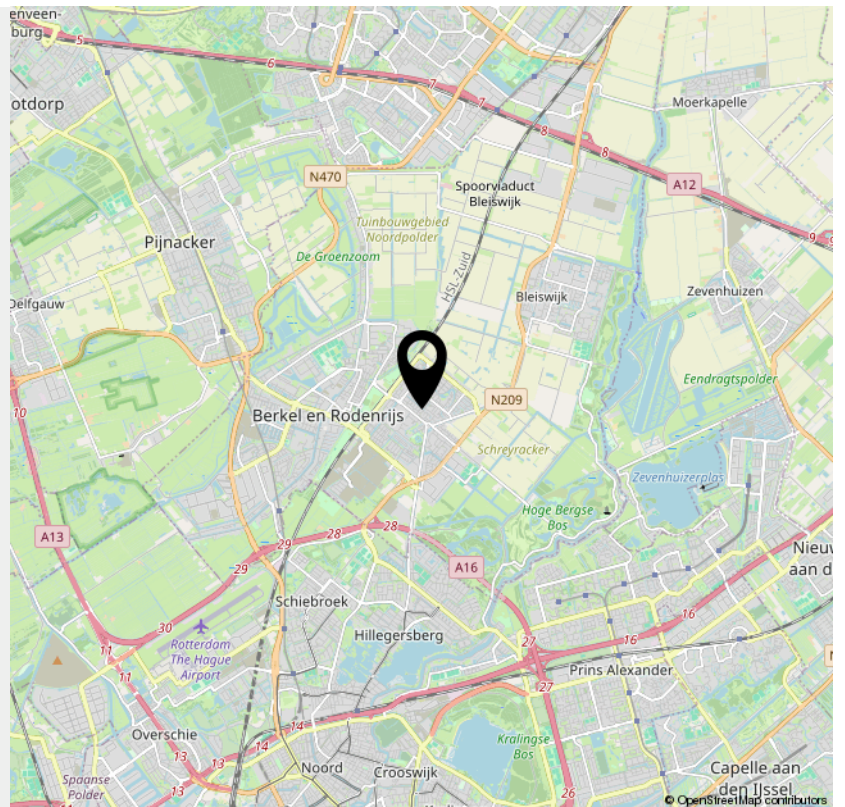 enveen-
burg
5
6
7
7
8
8
A12
9
9
otdorp
Moerkapelle
N470
Spoorviaduct
Bleiswijk
Tuinbouwgebied
Noordpolder
Pijnacker
De Groenzoom
HSL-Zuid
Bleiswijk
Zevenhuizen
Delfgauw
Eendragtspolder
10
N209
Berkel en Rodenrijs
Schreyracker
Zevenhuizerplas
Hoge Bergse
Bos
A13
28
28
29
29
A16
Nieuw
aan d
Schiebroek
16
16
30
Hillegersberg
27
Rotterdam
The Hague
Airport
11
11
Prins Alexander
27
14
14
13
13
Overschie
Kralingse
Bos
Noord
Crooswijk
Capelle aan
den IJssel
Spaanse
Polder
26
© OpenStreetMap contributors